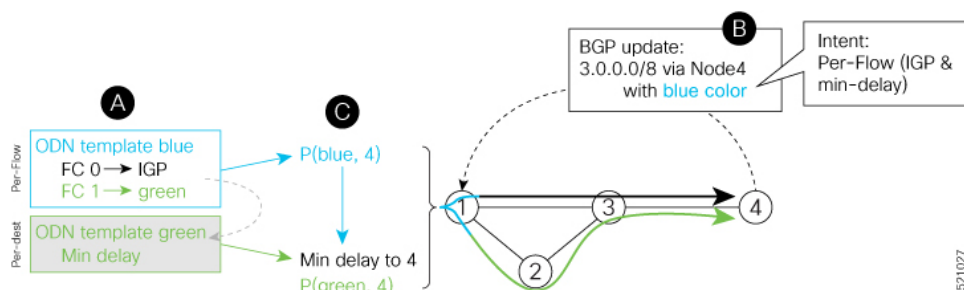 B
BGP update:
3.0.0.0/8 via Node4
with blue color
Intent:
Per-Flow (IGP &
min-delay)
A
C
Per-Flow
ODN template blue
FC 0 → IGP
FC 1 → green
P(blue, 4)
Per-dest
ODN template green
Min delay
Min delay to 4
P(green, 4)
1
3
4
2
521027